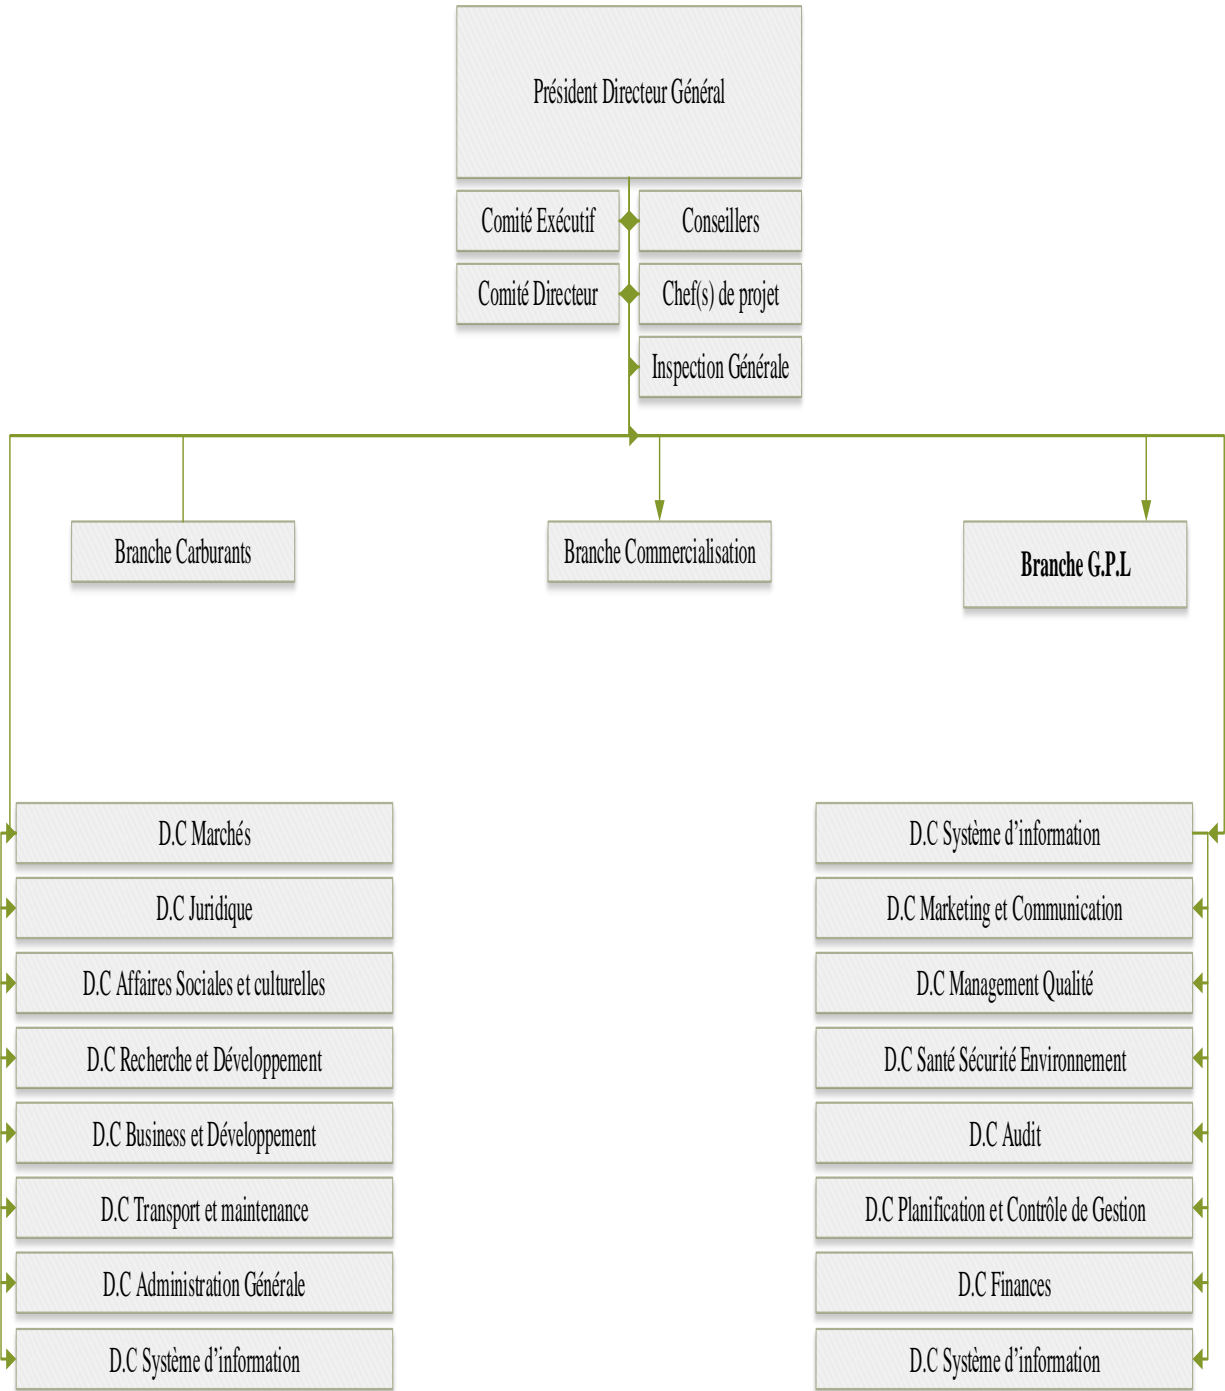 Président Directeur Général
Comité Exécutif
Conseillers
Comité Directeur
Chef(s) de projet
Inspection Générale
Branche Carburants
Branche Commercialisation
Branche G.P.L
D.C Marchés
D.C Juridique
D.C Affaires Sociales et culturelles
D.C Recherche et Développement
D.C Business et Développement
D.C Transport et maintenance
D.C Administration Générale
D.C Système d’information
D.C Système d’information
D.C Marketing et Communication
D.C Management Qualité
D.C Santé Sécurité Environnement
D.C Audit
D.C Planification et Contrôle de Gestion
D.C Finances
D.C Système d’information